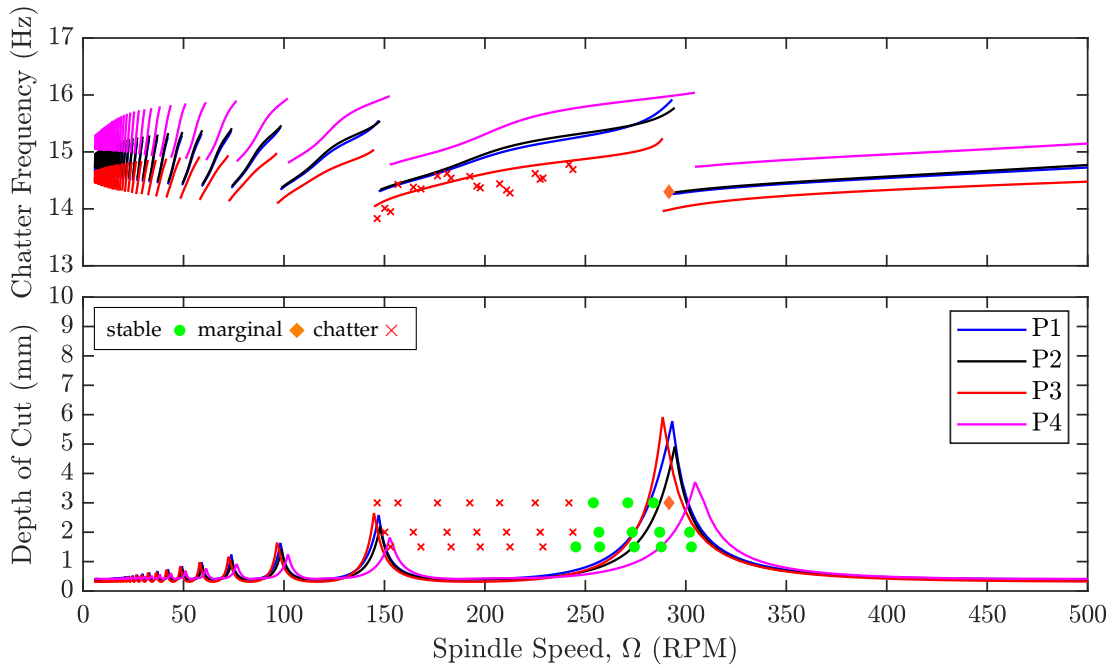 17
16
15
14
13
Chatter Frequency (Hz)
10
9
8
7
6
5
4
3
2
1
0
Depth of Cut (mm)
stable marginal chatter
P1
P2
P3
P4
0 50 100 150 200 250 300 350 400 450 500
Spindle Speed, Ω (RPM)